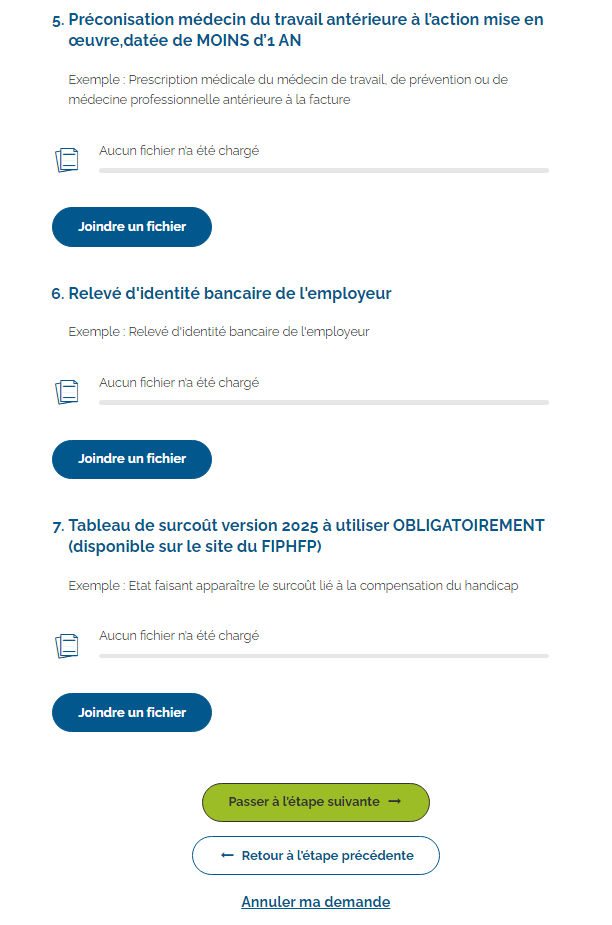 5. Préconisation médecin du travail antérieure à l'action mise en
œuvre,datée de MOINS d'1 AN
Exemple : Prescription médicale du médecin de travail, de prévention ou de
médecine professionnelle antérieure à la facture
Aucun fichier n'a été chargé
Joindre un fichier
6. Relevé d'identité bancaire de l'employeur
Exemple : Relevé d'identité bancaire de l'employeur
Aucun fichier n'a été chargé
Joindre un fichier
7. Tableau de surcoût version 2025 à utiliser OBLIGATOIREMENT
(disponible sur le site du FIPHFP)
Exemple : Etat faisant apparaître le surcoût lié à la compensation du handicap
Aucun fichier n'a été chargé
Joindre un fichier
Passer à l'étape suivante →
← Retour à l'étape précédente
Annuler ma demande